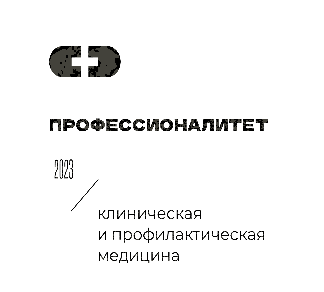 ПРОФЕССИОНАЛИТЕТ
2023
клиническая
и профилактическая
медицина